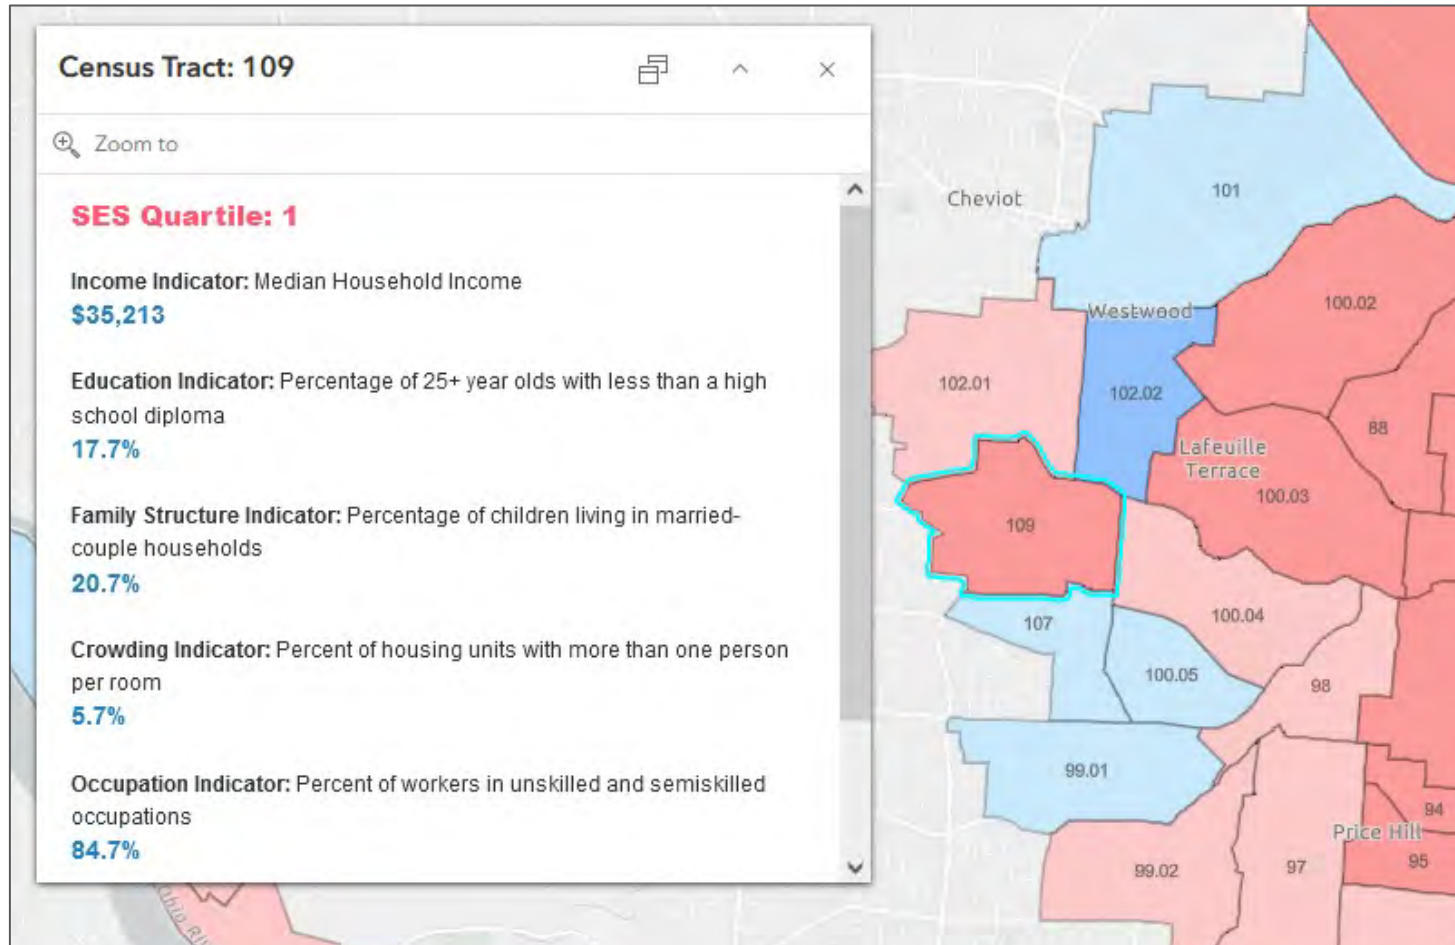 Census Tract: 109
Zoom to
SES Quartile: 1
Income Indicator: Median Household Income
$35,213
Education Indicator: Percentage of 25+ year olds with less than a high
school diploma
17.7%
Family Structure Indicator: Percentage of children living in married-
couple households
20.7%
Crowding Indicator: Percent of housing units with more than one person
per room
5.7%
Occupation Indicator: Percent of workers in unskilled and semiskilled
occupations
84.7%
Cheviot
101
Westwood
100.02
102.01
102.02
88
Lafeuille
Terrace
100.03
109
107
100.04
100.05
98
99.01
94
Price Hill
95
99.02
97
Ohio Ri